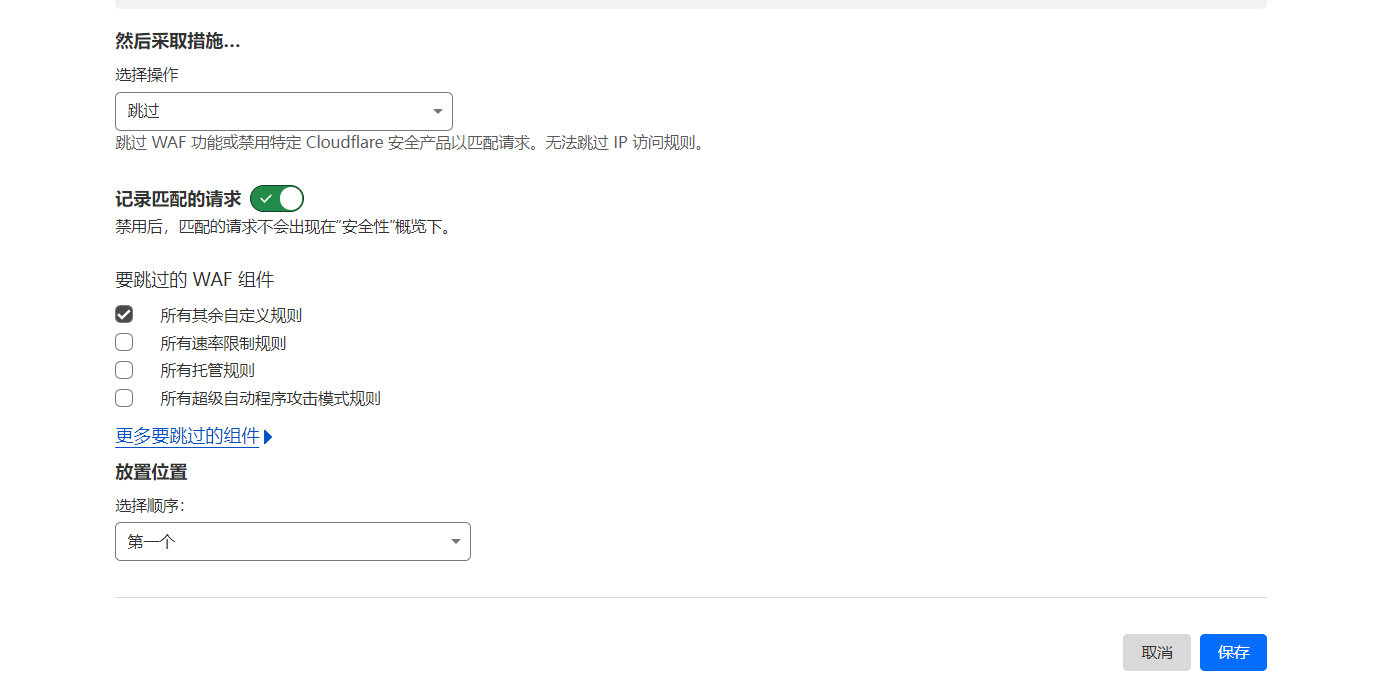 然后采取措施...
选择操作
跳过
跳过 WAF 功能或禁用特定 Cloudflare 安全产品以匹配请求。无法跳过 IP 访问规则。
记录匹配的请求
禁用后，匹配的请求不会出现在“安全性”概览下。
要跳过的 WAF 组件
所有其余自定义规则
所有速率限制规则
所有托管规则
所有超级自动程序攻击模式规则
更多要跳过的组件
放置位置
选择顺序：
第一个
取消
保存